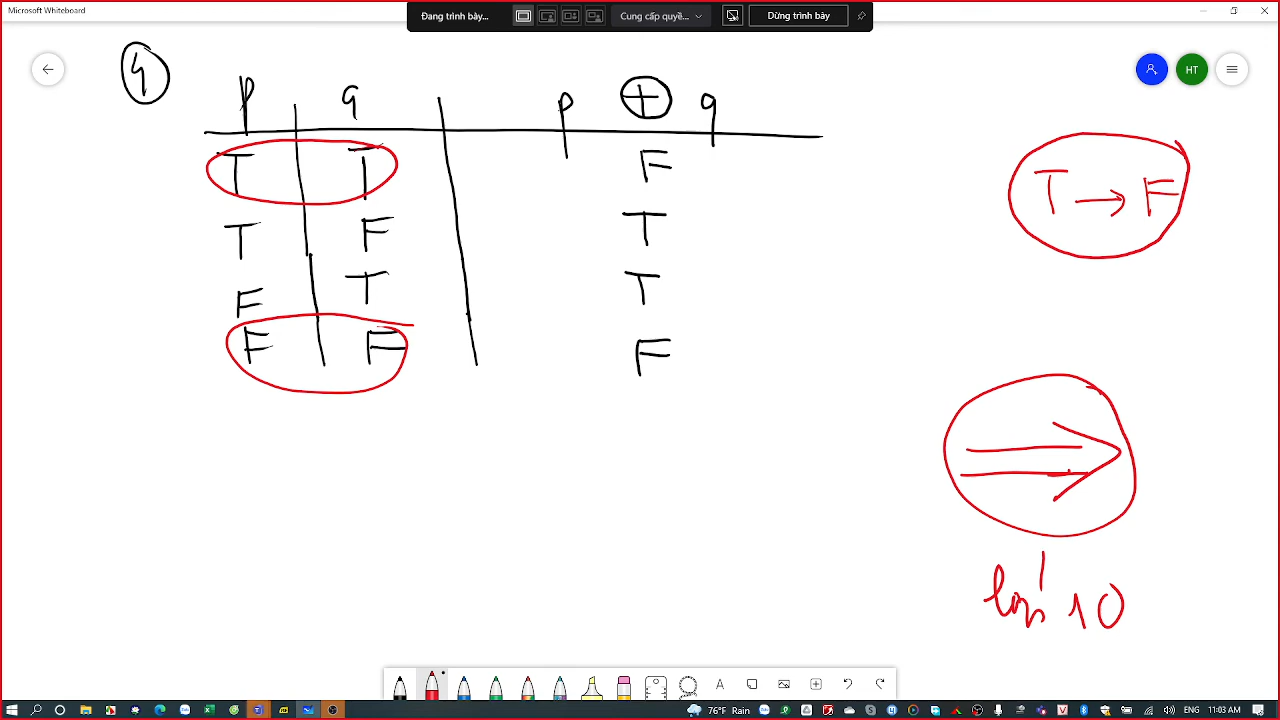 Microsoft Whiteboard
Đang trình bày...
Cung cấp quyề...
Dừng trình bày
HT
4
p q p ⊕ q
T T F
T F T
F T T
F F F
T → F
⇒
lớp 10
A
76°F Rain
ENG 11:03 AM